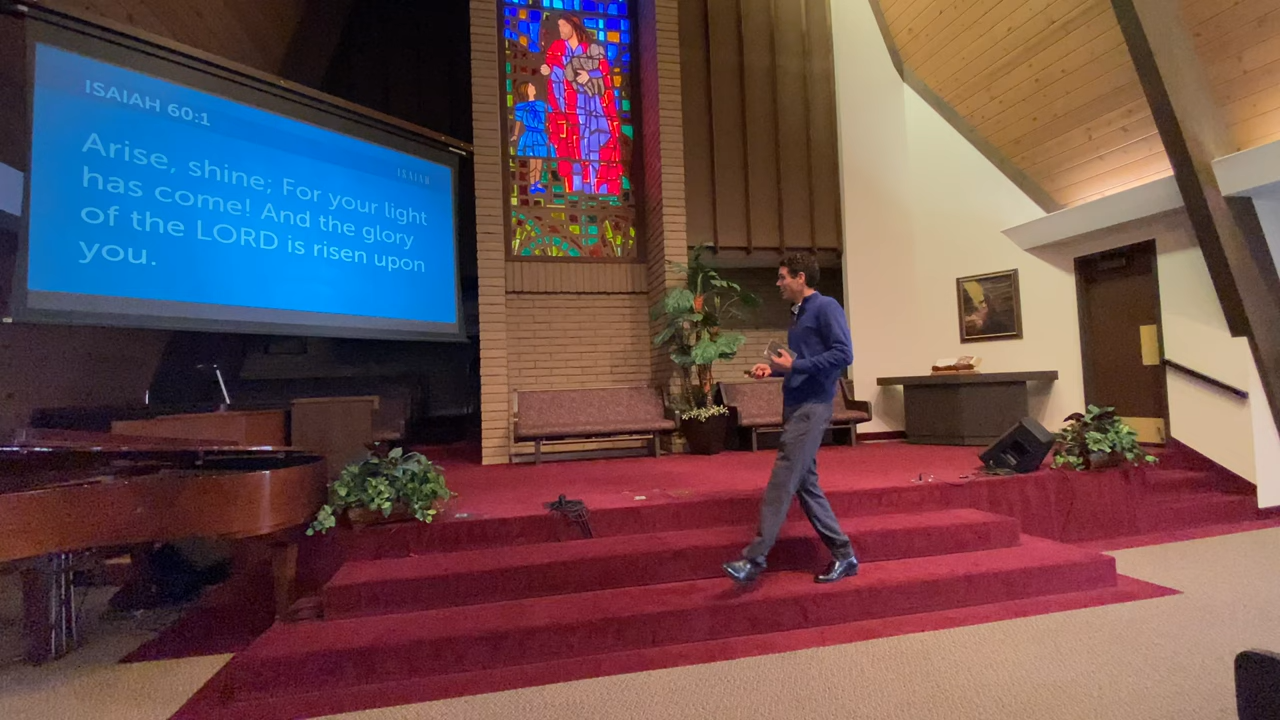 ISAIAH 60:1
ISAIAH
Arise, shine; For your light
has come! And the glory
of the LORD is risen upon
you.